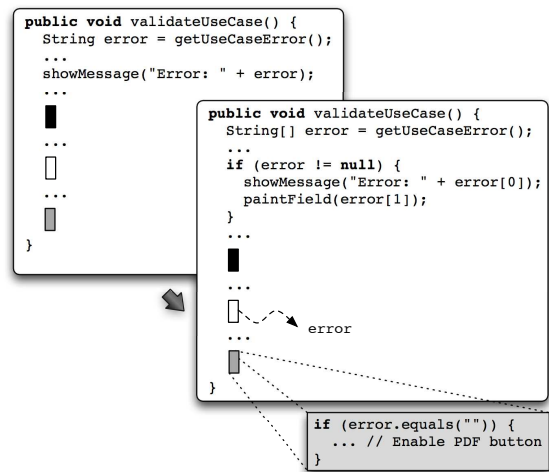 public void validateUseCase() {
String error = getUseCaseError();
...
showMessage("Error: " + error);
...
...
...
}
public void validateUseCase() {
String[] error = getUseCaseError();
...
if (error != null) {
showMessage("Error: " + error[0]);
paintField(error[1]);
}
...
...
error
...
}
if (error.equals("")) {
... // Enable PDF button
}